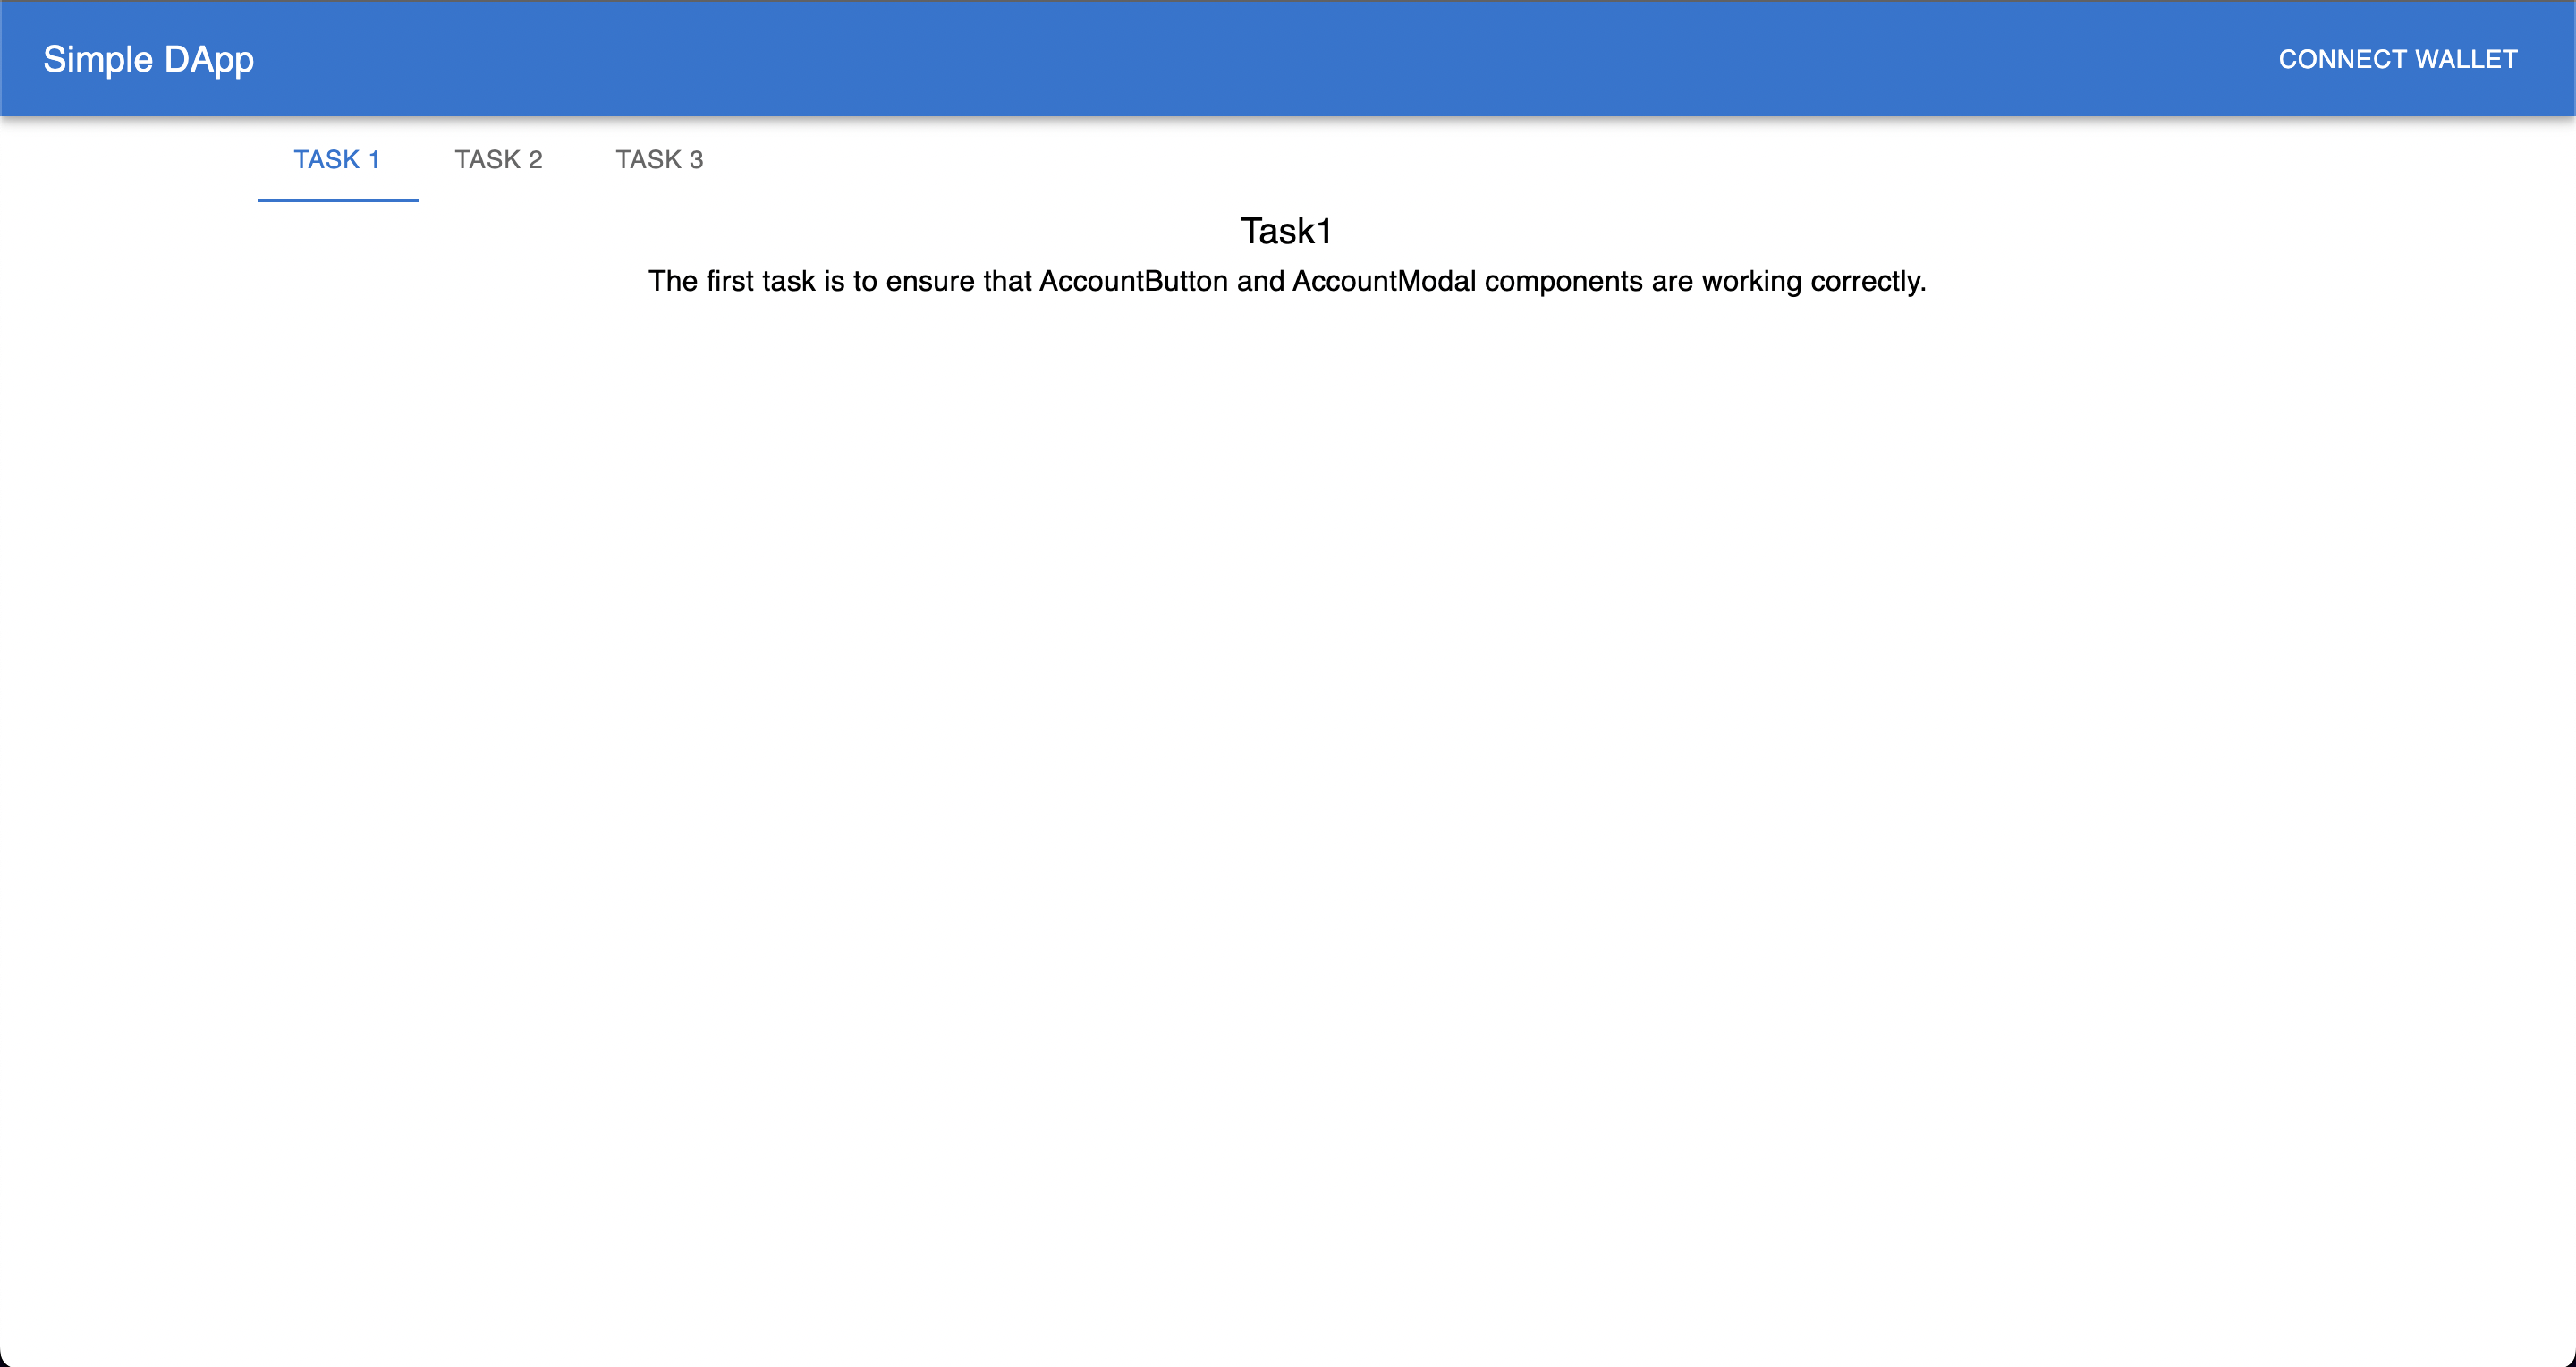 Simple DApp
CONNECT WALLET
TASK 1
TASK 2
TASK 3
Task1
The first task is to ensure that AccountButton and AccountModal components are working correctly.